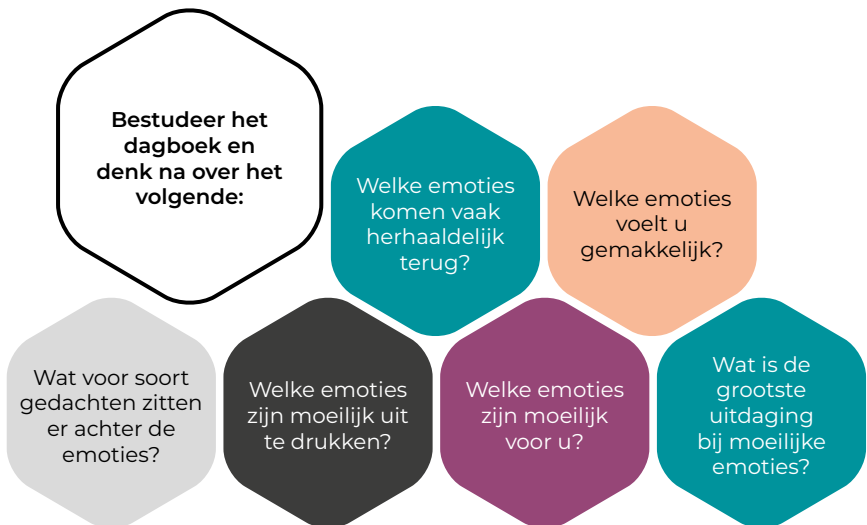 Bestudeer het
dagboek en
denk na over het
volgende:
Welke emoties
komen vaak
herhaaldelijk
terug?
Welke emoties
voelt u
gemakkelijk?
Wat voor soort
gedachten zitten
er achter de
emoties?
Welke emoties
zijn moeilijk uit
te drukken?
Welke emoties
zijn moeilijk
voor u?
Wat is de
grootste
uitdaging
bij moeilijke
emoties?